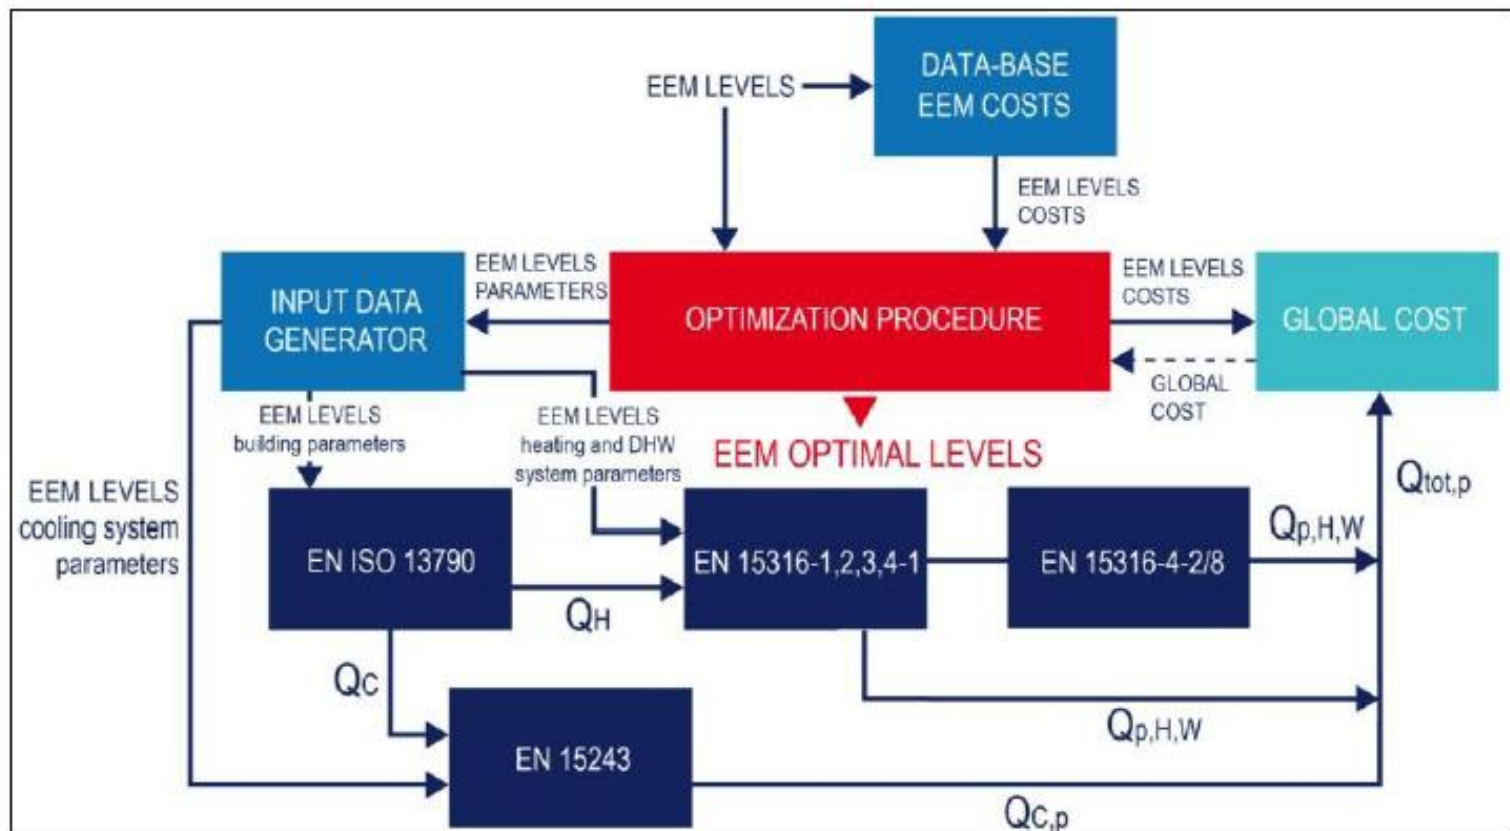 EEM LEVELS
DATA-BASE
EEM COSTS
EEM LEVELS
COSTS
INPUT DATA
GENERATOR
EEM LEVELS
PARAMETERS
OPTIMIZATION PROCEDURE
EEM LEVELS
COSTS
GLOBAL COST
GLOBAL
COST
EEM LEVELS
building parameters
EEM LEVELS
heating and DHW
system parameters
EEM OPTIMAL LEVELS
EEM LEVELS
cooling system
parameters
Qtot,p
EN ISO 13790
QH
EN 15316-1,2,3,4-1
EN 15316-4-2/8
Qp,H,W
QC
Qp,H,W
EN 15243
QC,p